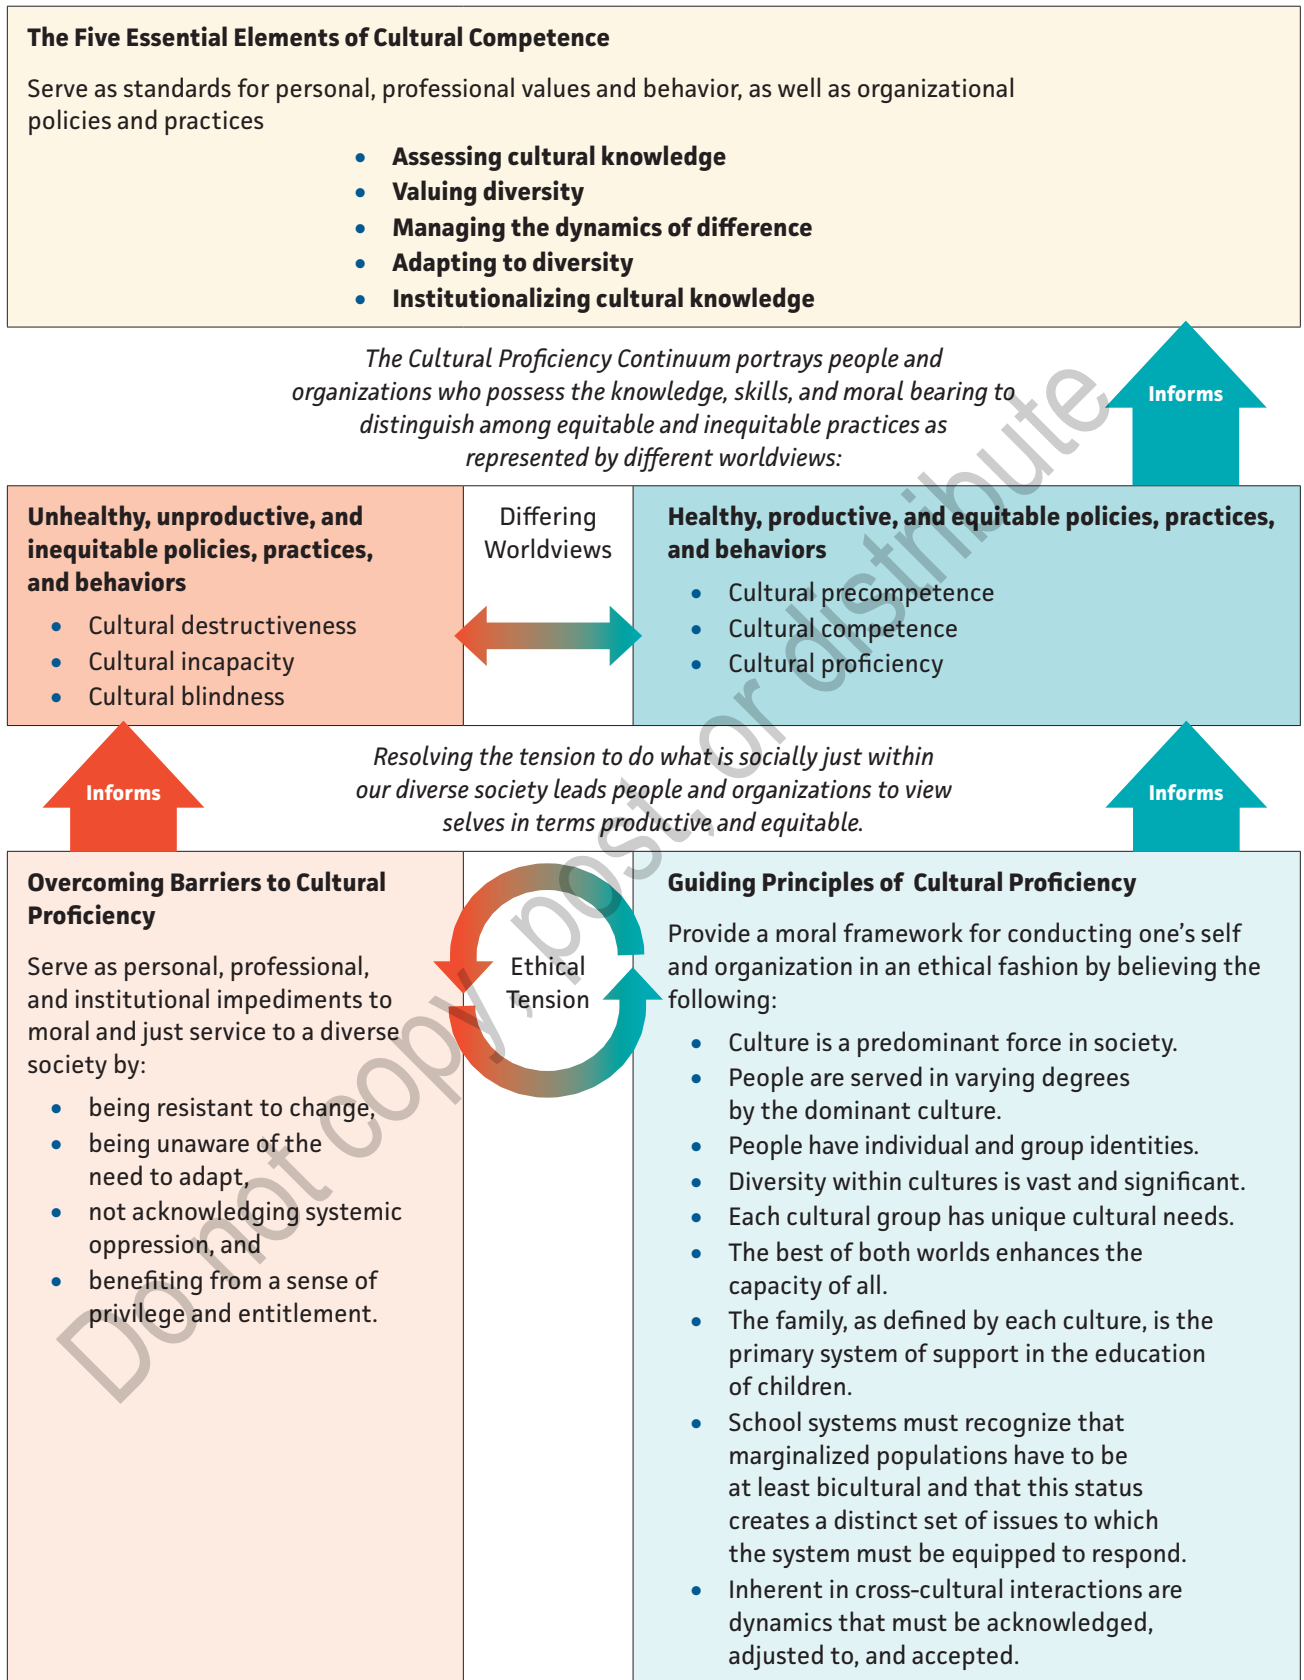 The Five Essential Elements of Cultural Competence
Serve as standards for personal, professional values and behavior, as well as organizational
policies and practices
• Assessing cultural knowledge
• Valuing diversity
• Managing the dynamics of difference
• Adapting to diversity
• Institutionalizing cultural knowledge
The Cultural Proficiency Continuum portrays people and
organizations who possess the knowledge, skills, and moral bearing to
distinguish among equitable and inequitable practices as
represented by different worldviews:
Informs
Unhealthy, unproductive, and
inequitable policies, practices,
and behaviors
• Cultural destructiveness
• Cultural incapacity
• Cultural blindness
Differing
Worldviews
Healthy, productive, and equitable policies, practices,
and behaviors
• Cultural precompetence
• Cultural competence
• Cultural proficiency
Informs
Resolving the tension to do what is socially just within
our diverse society leads people and organizations to view
selves in terms productive and equitable.
Informs
Overcoming Barriers to Cultural
Proficiency
Serve as personal, professional,
and institutional impediments to
moral and just service to a diverse
society by:
• being resistant to change,
• being unaware of the
need to adapt,
• not acknowledging systemic
oppression, and
• benefiting from a sense of
privilege and entitlement.
Ethical
Tension
Guiding Principles of Cultural Proficiency
Provide a moral framework for conducting one’s self
and organization in an ethical fashion by believing the
following:
• Culture is a predominant force in society.
• People are served in varying degrees
by the dominant culture.
• People have individual and group identities.
• Diversity within cultures is vast and significant.
• Each cultural group has unique cultural needs.
• The best of both worlds enhances the
capacity of all.
• The family, as defined by each culture, is the
primary system of support in the education
of children.
• School systems must recognize that
marginalized populations have to be
at least bicultural and that this status
creates a distinct set of issues to which
the system must be equipped to respond.
• Inherent in cross-cultural interactions are
dynamics that must be acknowledged,
adjusted to, and accepted.
Do not copy, post, or distribute